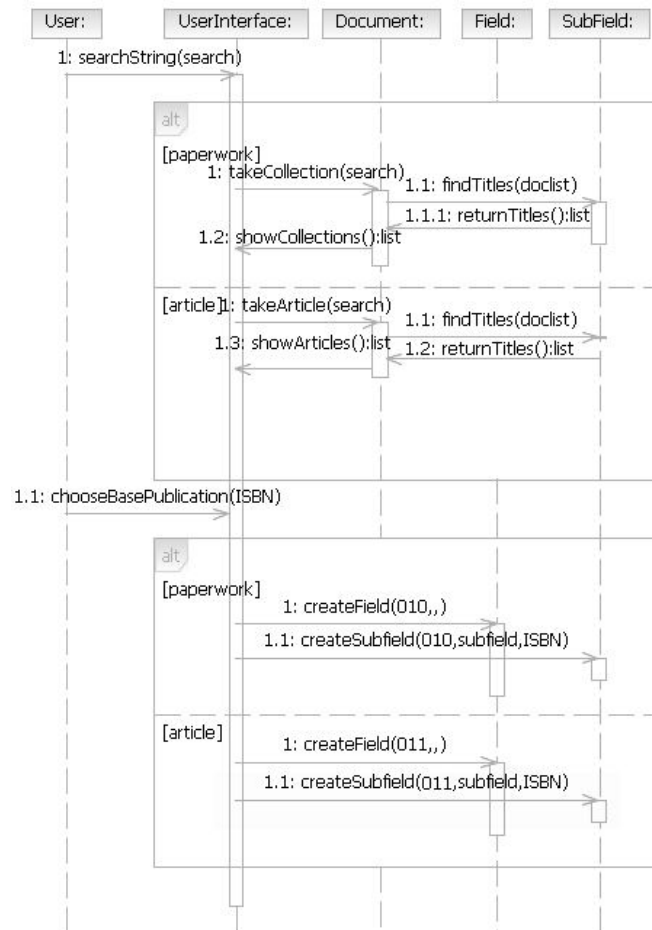 User:
UserInterface:
Document:
Field:
SubField:
1: searchString(search)
alt
[paperwork]
1: takeCollection(search)
1.1: findTitles(doclist)
1.1.1: returnTitles():list
1.2: showCollections():list
[article]
1: takeArticle(search)
1.1: findTitles(doclist)
1.3: showArticles():list
1.2: returnTitles():list
1.1: chooseBasePublication(ISBN)
alt
[paperwork]
1: createField(010,,)
1.1: createSubfield(010,subfield,ISBN)
[article]
1: createField(011,,)
1.1: createSubfield(011,subfield,ISBN)